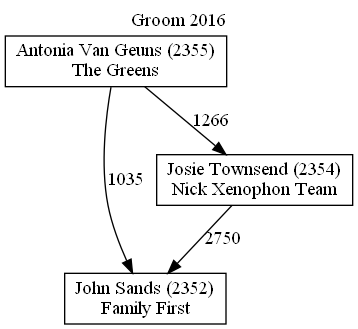 Groom 2016
Antonia Van Geuns (2355)
The Greens
1266
Josie Townsend (2354)
Nick Xenophon Team
1035
2750
John Sands (2352)
Family First